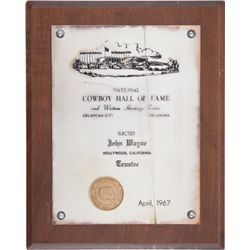 NATIONAL
COWBOY HALL OF FAME
and Western Heritage Center
OKLAHOMA CITY OKLAHOMA
ELECTED
John Wayne
HOLLYWOOD, CALIFORNIA
Trustee
April, 1967